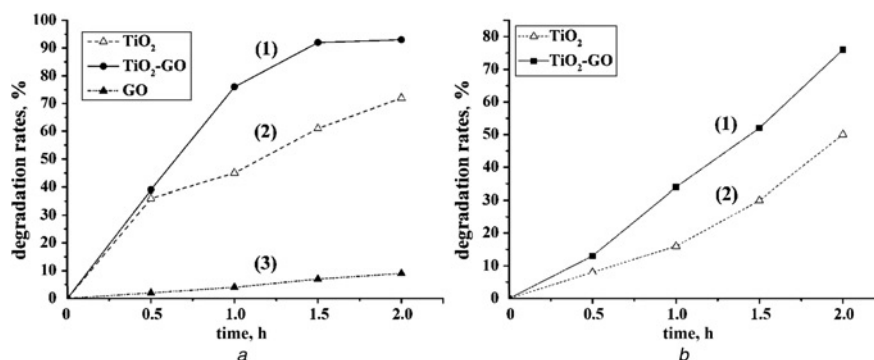 100
90
80
70
60
50
40
30
20
10
0
degradation rates, %
TiO₂
TiO₂-GO
GO
(1)
(2)
(3)
0 0.5 1.0 1.5 2.0
time, h
a
80
70
60
50
40
30
20
10
0
degradation rates, %
TiO₂
TiO₂-GO
(1)
(2)
0 0.5 1.0 1.5 2.0
time, h
b